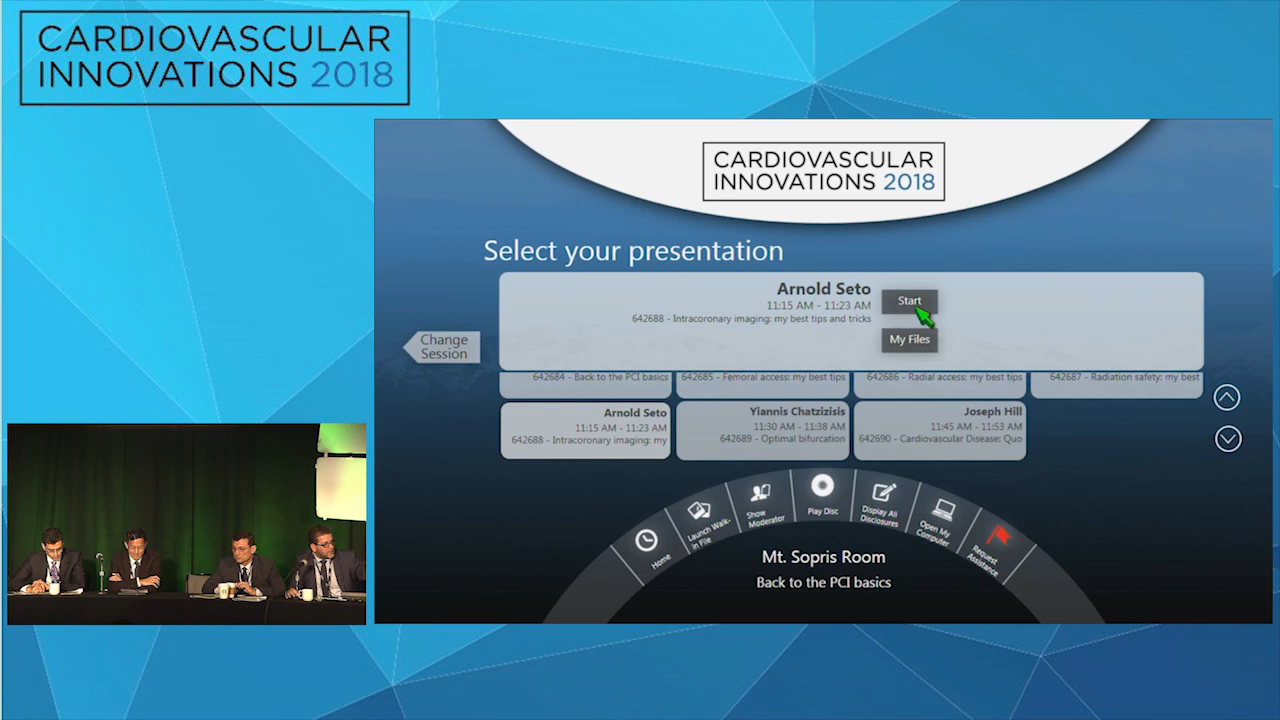 CARDIOVASCULAR
INNOVATIONS 2018
CARDIOVASCULAR
INNOVATIONS 2018
Select your presentation
Arnold Seto
11:15 AM - 11:23 AM
642688 - Intracoronary imaging: my best tips and tricks
Start
My Files
Change
Session
642684 - Back to the PCI basics
642685 - Femoral access: my best tips
642686 - Radial access: my best tips
642687 - Radiation safety: my best
Arnold Seto
11:15 AM - 11:23 AM
642688 - Intracoronary imaging: my
Yiannis Chatzizisis
11:30 AM - 11:38 AM
642689 - Optimal bifurcation
Joseph Hill
11:45 AM - 11:53 AM
642690 - Cardiovascular Disease: Quo
Home
Launch Walk-
in File
Show
Moderator
Play Disc
Display All
Disclosures
Open My
Computer
Request
Assistance
Mt. Sopris Room
Back to the PCI basics